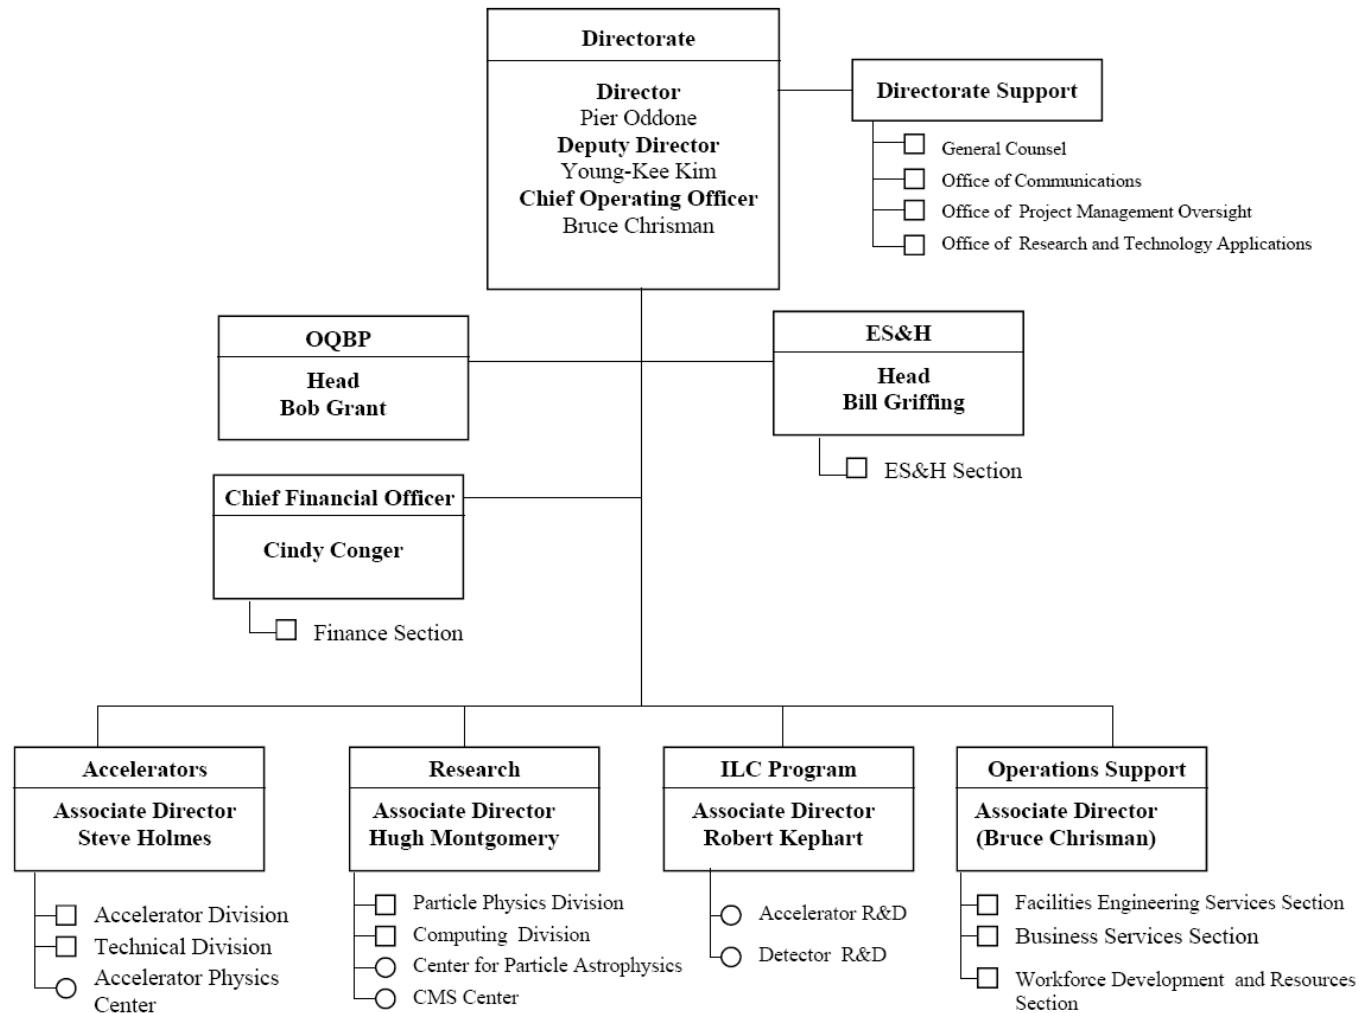 Directorate
Director
Pier Oddone
Deputy Director
Young-Kee Kim
Chief Operating Officer
Bruce Chrisman
Directorate Support
General Counsel
Office of Communications
Office of Project Management Oversight
Office of Research and Technology Applications
OQBP
Head
Bob Grant
ES&H
Head
Bill Griffing
ES&H Section
Chief Financial Officer
Cindy Conger
Finance Section
Accelerators
Associate Director
Steve Holmes
Accelerator Division
Technical Division
Accelerator Physics
Center
Research
Associate Director
Hugh Montgomery
Particle Physics Division
Computing Division
Center for Particle Astrophysics
CMS Center
ILC Program
Associate Director
Robert Kephart
Accelerator R&D
Detector R&D
Operations Support
Associate Director
(Bruce Chrisman)
Facilities Engineering Services Section
Business Services Section
Workforce Development and Resources
Section